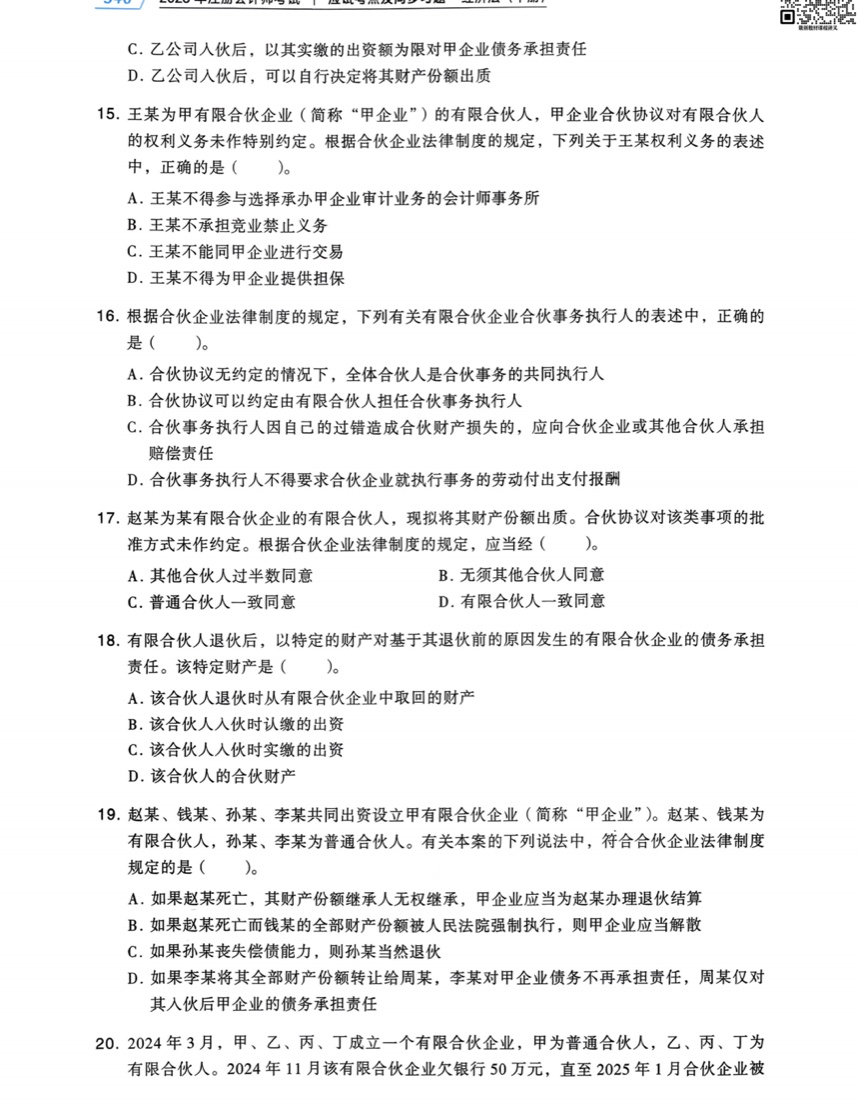 C. 乙公司入伙后，以其实缴的出资额为限对甲企业债务承担责任
D. 乙公司入伙后，可以自行决定将其财产份额出质
15. 王某为甲有限合伙企业（简称“甲企业”）的有限合伙人，甲企业合伙协议对有限合伙人
的权利义务未作特别约定。根据合伙企业法律制度的规定，下列关于王某权利义务的表述
中，正确的是（　　）。
A. 王某不得参与选择承办甲企业审计业务的会计师事务所
B. 王某不承担竞业禁止义务
C. 王某不能同甲企业进行交易
D. 王某不得为甲企业提供担保
16. 根据合伙企业法律制度的规定，下列有关有限合伙企业合伙事务执行人的表述中，正确的
是（　　）。
A. 合伙协议无约定的情况下，全体合伙人是合伙事务的共同执行人
B. 合伙协议可以约定由有限合伙人担任合伙事务执行人
C. 合伙事务执行人因自己的过错造成合伙财产损失的，应向合伙企业或其他合伙人承担
赔偿责任
D. 合伙事务执行人不得要求合伙企业就执行事务的劳动付出支付报酬
17. 赵某为某有限合伙企业的有限合伙人，现拟将其财产份额出质。合伙协议对该类事项的批
准方式未作约定。根据合伙企业法律制度的规定，应当经（　　）。
A. 其他合伙人过半数同意　　B. 无须其他合伙人同意
C. 普通合伙人一致同意　　D. 有限合伙人一致同意
18. 有限合伙人退伙后，以特定的财产对基于其退伙前的原因发生的有限合伙企业的债务承担
责任。该特定财产是（　　）。
A. 该合伙人退伙时从有限合伙企业中取回的财产
B. 该合伙人入伙时认缴的出资
C. 该合伙人入伙时实缴的出资
D. 该合伙人的合伙财产
19. 赵某、钱某、孙某、李某共同出资设立甲有限合伙企业（简称“甲企业”）。赵某、钱某为
有限合伙人，孙某、李某为普通合伙人。有关本案的下列说法中，符合合伙企业法律制度
规定的是（　　）。
A. 如果赵某死亡，其财产份额继承人无权继承，甲企业应当为赵某办理退伙结算
B. 如果赵某死亡而钱某的全部财产份额被人民法院强制执行，则甲企业应当解散
C. 如果孙某丧失偿债能力，则孙某当然退伙
D. 如果李某将其全部财产份额转让给周某，李某对甲企业债务不再承担责任，周某仅对
其入伙后甲企业的债务承担责任
20. 2024 年 3 月，甲、乙、丙、丁成立一个有限合伙企业，甲为普通合伙人，乙、丙、丁为
有限合伙人。2024 年 11 月该有限合伙企业欠银行 50 万元，直至 2025 年 1 月合伙企业被